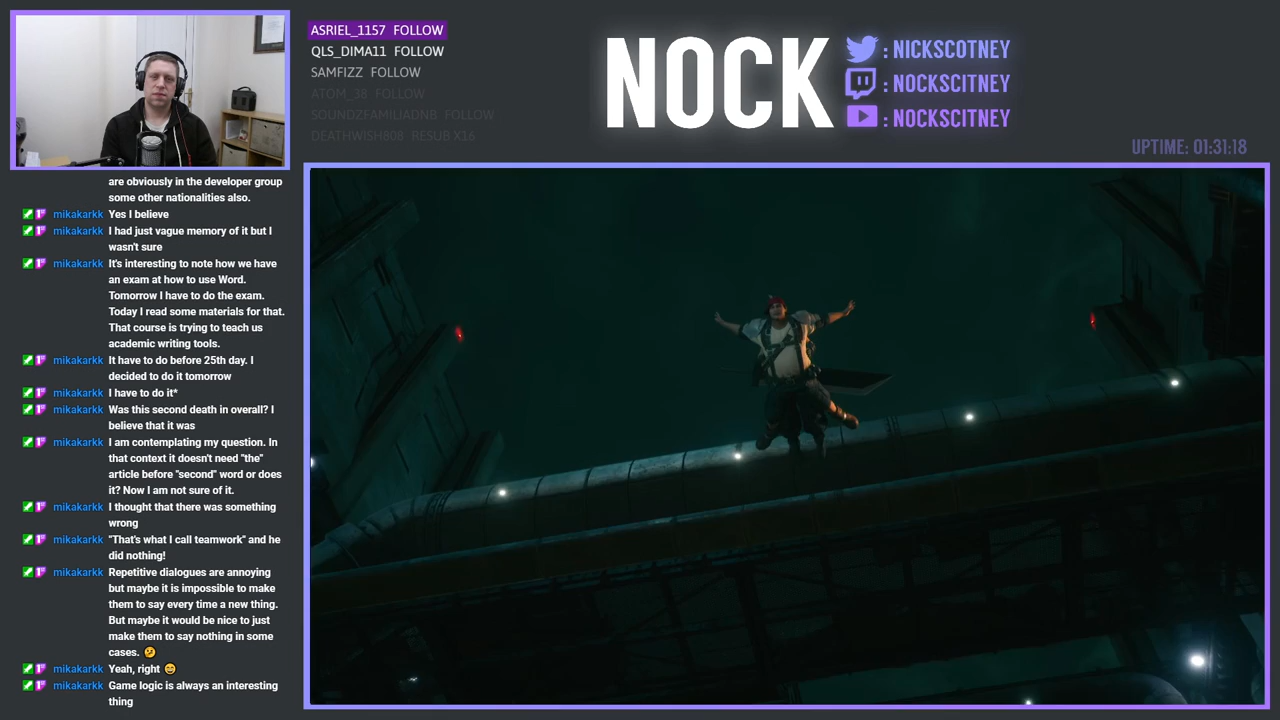 ASRIEL_1157 FOLLOW
QLS_DIMA11 FOLLOW
SAMFIZZ FOLLOW
ATOM_38 FOLLOW
SOUNDZFAMILIADNB FOLLOW
DEATHWISH808 RESUB X16
NOCK
: NICKSCOTNEY
: NOCKSCITNEY
: NOCKSCITNEY
UPTIME: 01:31:18
are obviously in the developer group
some other nationalities also.
mikakarkk Yes I believe
mikakarkk I had just vague memory of it but I
wasn't sure
mikakarkk It's interesting to note how we have
an exam at how to use Word.
Tomorrow I have to do the exam.
Today I read some materials for that.
That course is trying to teach us
academic writing tools.
mikakarkk It have to do before 25th day. I
decided to do it tomorrow
mikakarkk I have to do it*
mikakarkk Was this second death in overall? I
believe that it was
mikakarkk I am contemplating my question. In
that context it doesn't need "the"
article before "second" word or does
it? Now I am not sure of it.
mikakarkk I thought that there was something
wrong
mikakarkk "That's what I call teamwork" and he
did nothing!
mikakarkk Repetitive dialogues are annoying
but maybe it is impossible to make
them to say every time a new thing.
But maybe it would be nice to just
make them to say nothing in some
cases. 😕
mikakarkk Yeah, right 😄
mikakarkk Game logic is always an interesting
thing